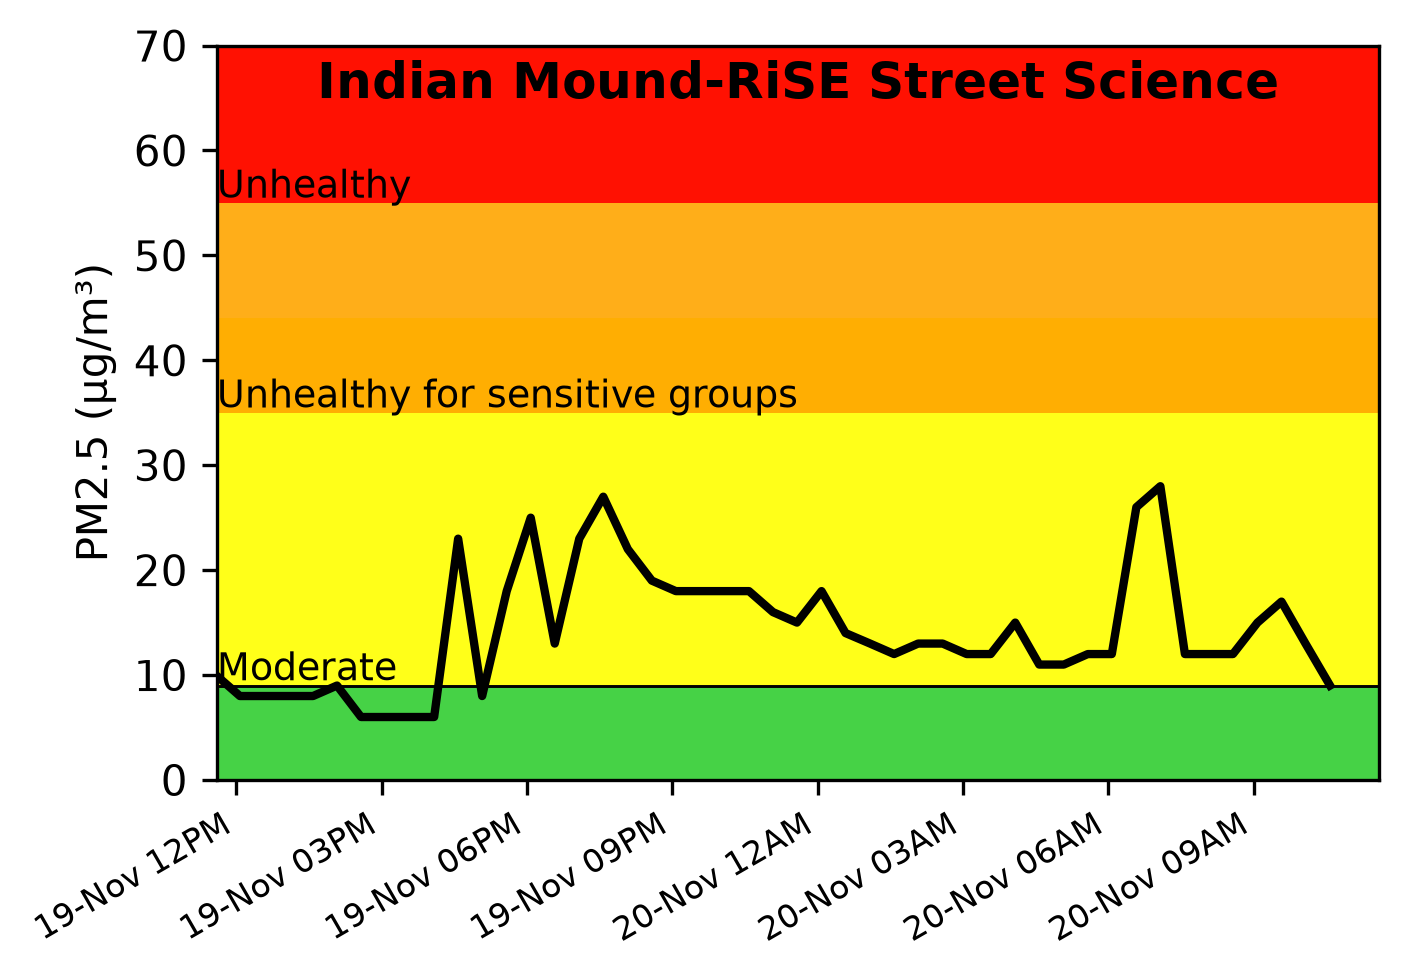 Indian Mound-RiSE Street Science
70
60
Unhealthy
50
40
Unhealthy for sensitive groups
30
20
Moderate
10
0
PM2.5 (µg/m³)
19-Nov 12PM
19-Nov 03PM
19-Nov 06PM
19-Nov 09PM
20-Nov 12AM
20-Nov 03AM
20-Nov 06AM
20-Nov 09AM